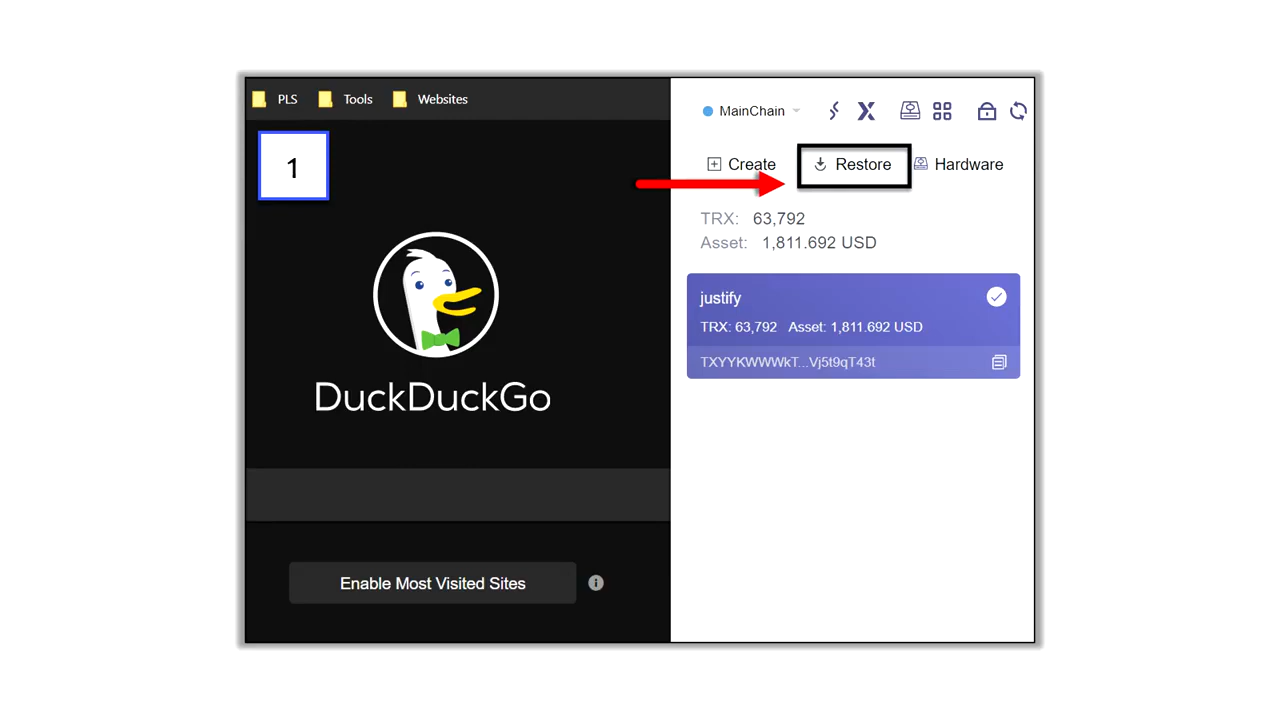 PLS Tools Websites
1
DuckDuckGo
Enable Most Visited Sites
MainChain
Create Restore Hardware
TRX: 63,792
Asset: 1,811.692 USD
justify
TRX: 63,792 Asset: 1,811.692 USD
TXYYKWWWkT...Vj5t9qT43t